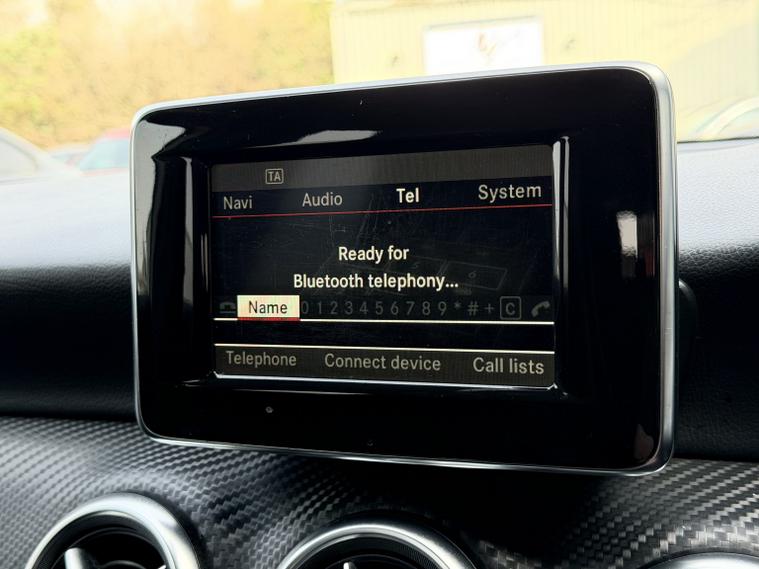 TA
Navi Audio Tel System
Ready for
Bluetooth telephony...
Name 0 1 2 3 4 5 6 7 8 9 * # + C
Telephone Connect device Call lists